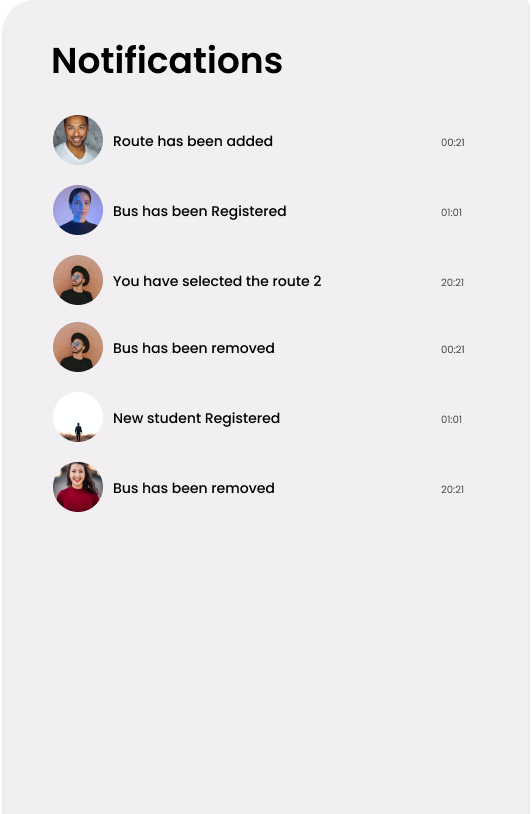 Notifications
Route has been added 00:21
Bus has been Registered 01:01
You have selected the route 2 20:21
Bus has been removed 00:21
New student Registered 01:01
Bus has been removed 20:21